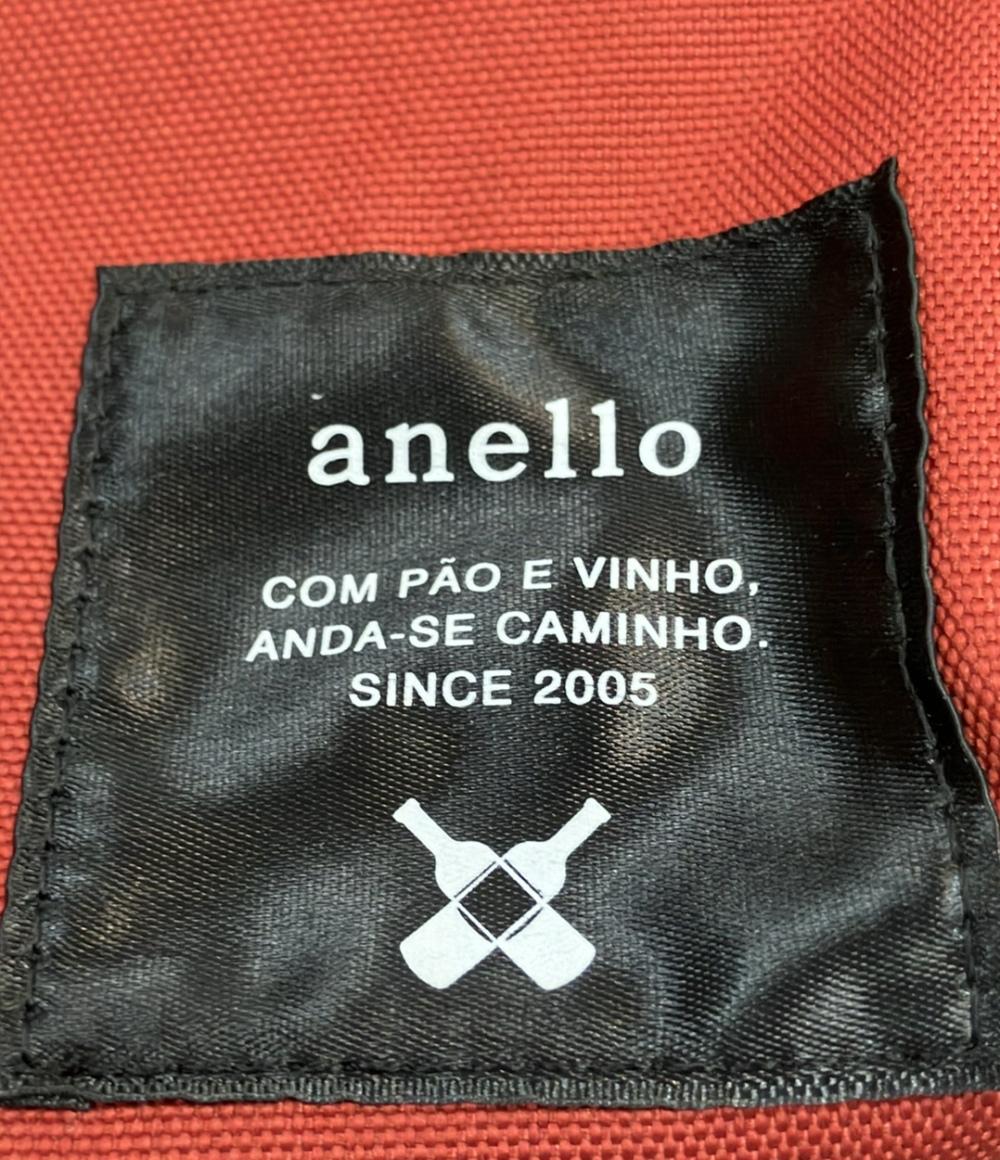 anello
COM PÃO E VINHO,
ANDA-SE CAMINHO.
SINCE 2005